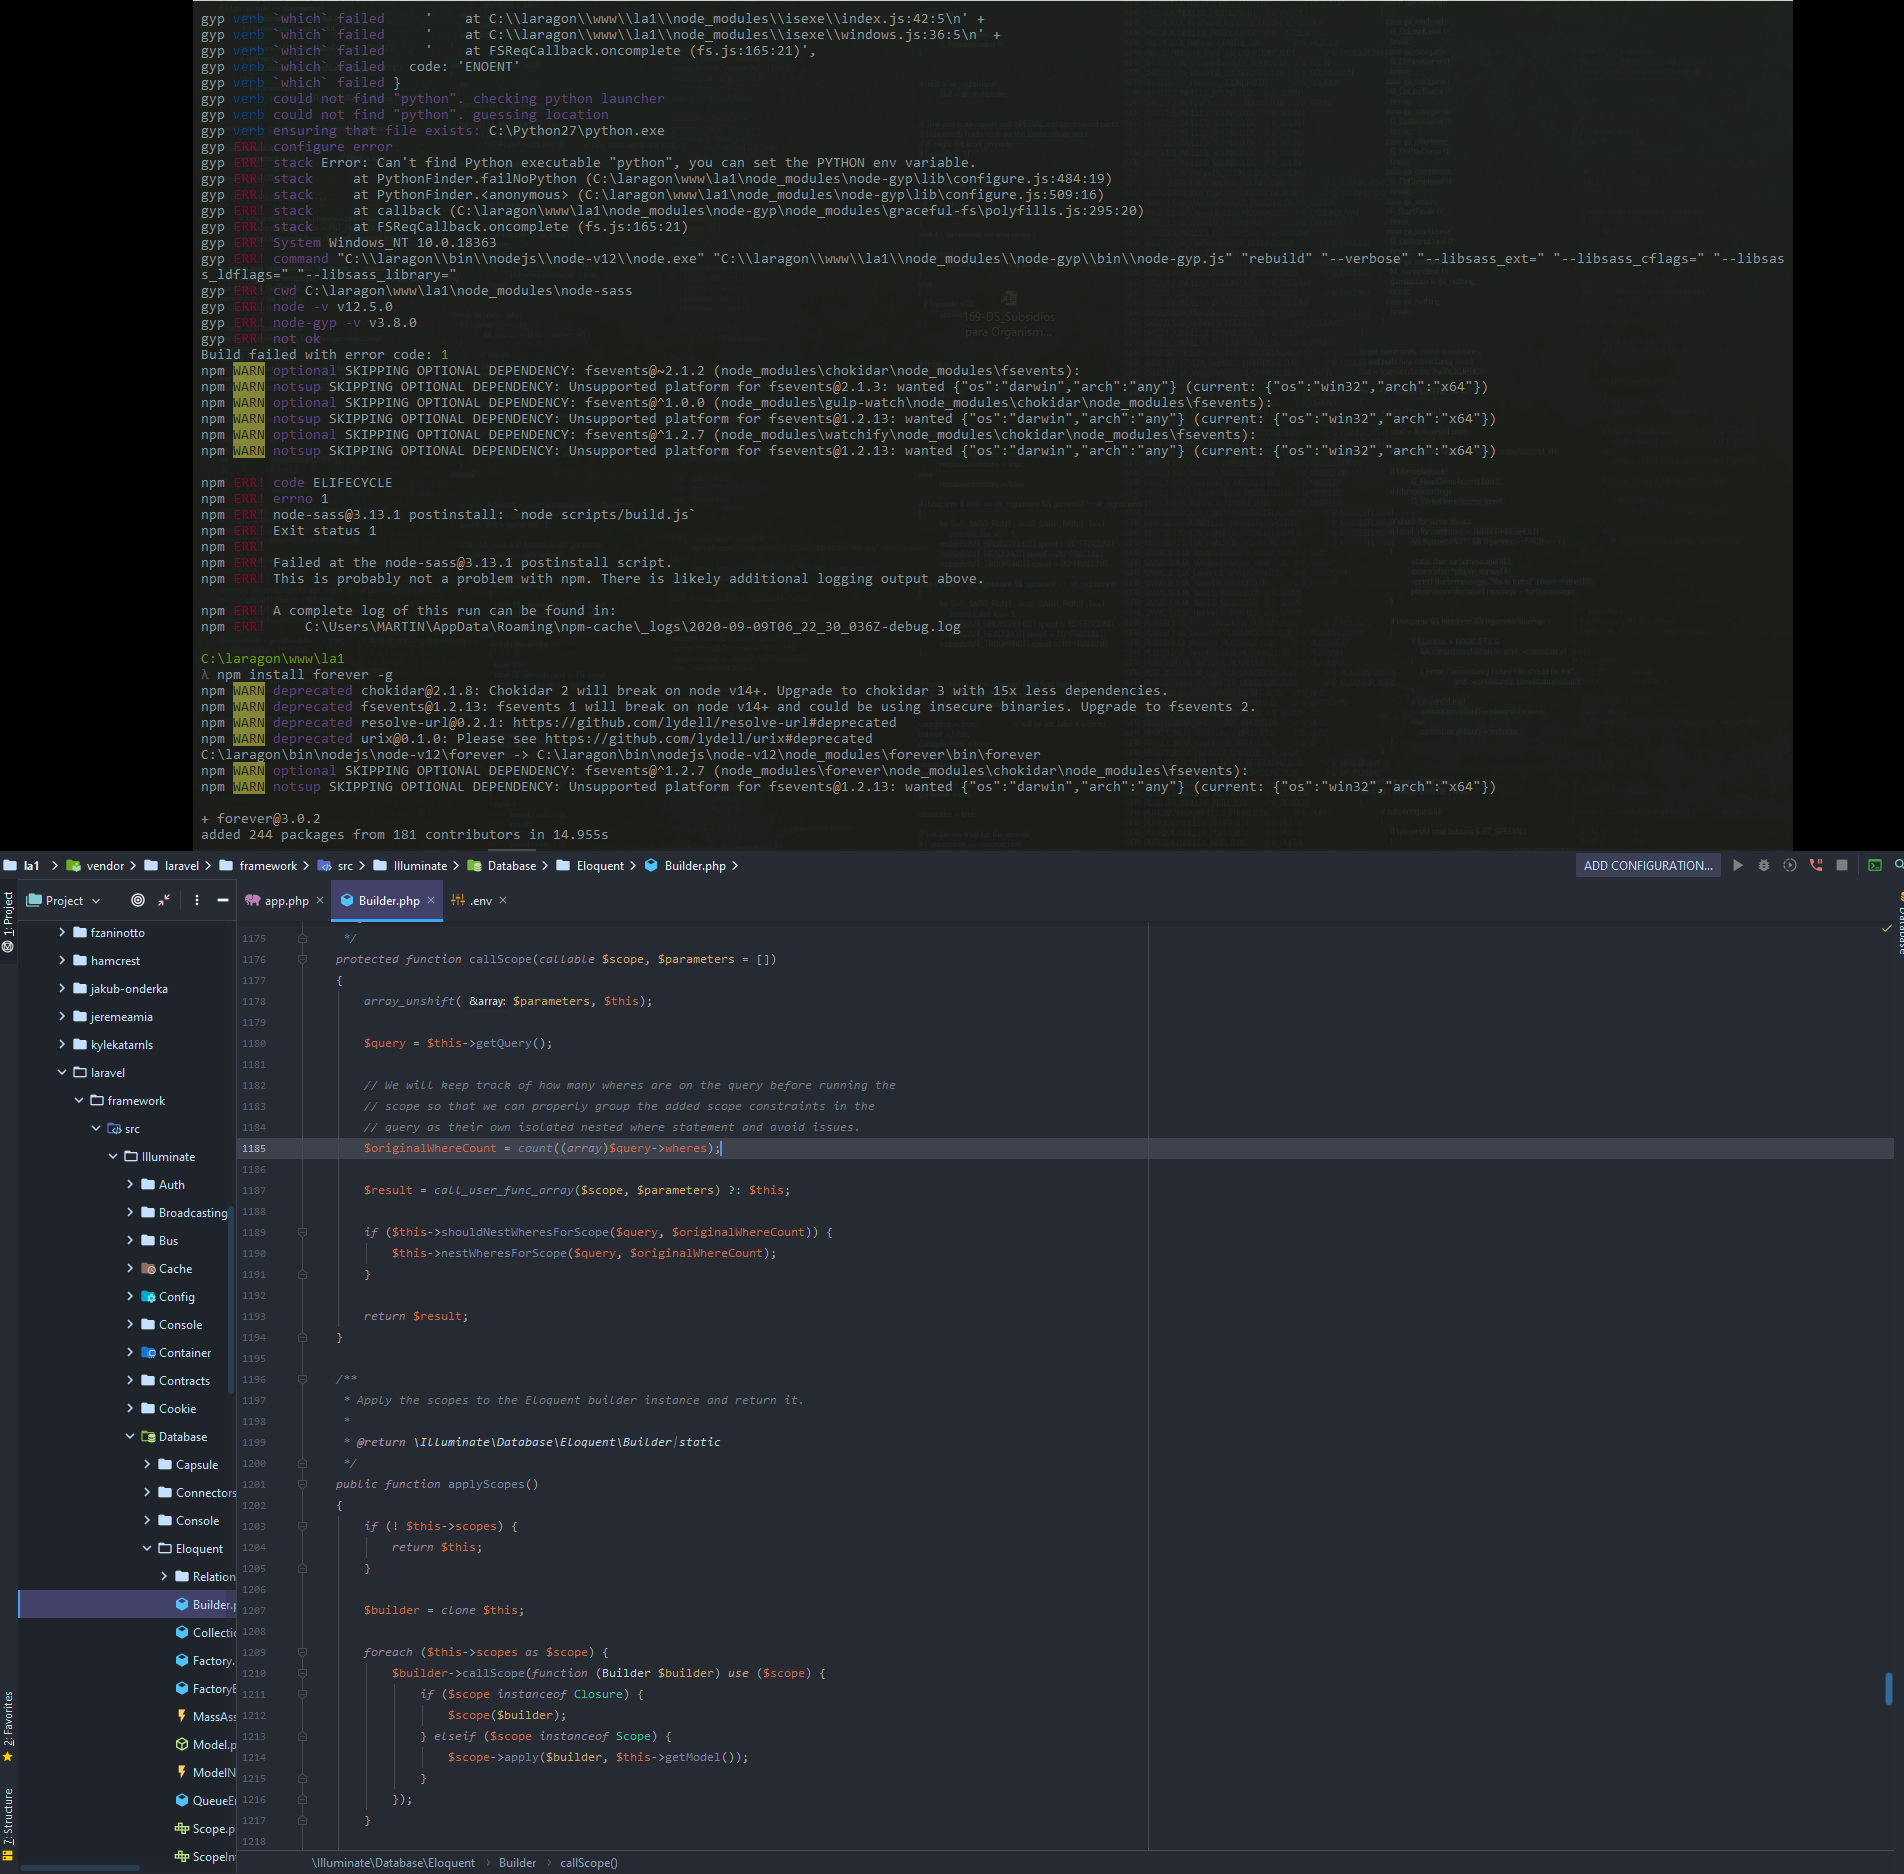 gyp verb `which` failed     '    at C:\\laragon\\www\\la1\\node_modules\\isexe\\index.js:42:5\n' +
gyp verb `which` failed     '    at C:\\laragon\\www\\la1\\node_modules\\isexe\\windows.js:36:5\n' +
gyp verb `which` failed     '    at FSReqCallback.oncomplete (fs.js:165:21)',
gyp verb `which` failed   code: 'ENOENT'
gyp verb `which` failed }
gyp verb could not find "python". checking python launcher
gyp verb could not find "python". guessing location
gyp verb ensuring that file exists: C:\Python27\python.exe
gyp ERR! configure error
gyp ERR! stack Error: Can't find Python executable "python", you can set the PYTHON env variable.
gyp ERR! stack     at PythonFinder.failNoPython (C:\laragon\www\la1\node_modules\node-gyp\lib\configure.js:484:19)
gyp ERR! stack     at PythonFinder.<anonymous> (C:\laragon\www\la1\node_modules\node-gyp\lib\configure.js:509:16)
gyp ERR! stack     at callback (C:\laragon\www\la1\node_modules\node-gyp\node_modules\graceful-fs\polyfills.js:295:20)
gyp ERR! stack     at FSReqCallback.oncomplete (fs.js:165:21)
gyp ERR! System Windows_NT 10.0.18363
gyp ERR! command "C:\\laragon\\bin\\nodejs\\node-v12\\node.exe" "C:\\laragon\\www\\la1\\node_modules\\node-gyp\\bin\\node-gyp.js" "rebuild" "--verbose" "--libsass_ext=" "--libsass_cflags=" "--libsas
s_ldflags=" "--libsass_library="
gyp ERR! cwd C:\laragon\www\la1\node_modules\node-sass
gyp ERR! node -v v12.5.0
gyp ERR! node-gyp -v v3.8.0
gyp ERR! not ok
169-DS_Subsidios
para Organism...
Build failed with error code: 1
npm WARN optional SKIPPING OPTIONAL DEPENDENCY: fsevents@~2.1.2 (node_modules\chokidar\node_modules\fsevents):
npm WARN notsup SKIPPING OPTIONAL DEPENDENCY: Unsupported platform for fsevents@2.1.3: wanted {"os":"darwin","arch":"any"} (current: {"os":"win32","arch":"x64"})
npm WARN optional SKIPPING OPTIONAL DEPENDENCY: fsevents@^1.0.0 (node_modules\gulp-watch\node_modules\chokidar\node_modules\fsevents):
npm WARN notsup SKIPPING OPTIONAL DEPENDENCY: Unsupported platform for fsevents@1.2.13: wanted {"os":"darwin","arch":"any"} (current: {"os":"win32","arch":"x64"})
npm WARN optional SKIPPING OPTIONAL DEPENDENCY: fsevents@^1.2.7 (node_modules\watchify\node_modules\chokidar\node_modules\fsevents):
npm WARN notsup SKIPPING OPTIONAL DEPENDENCY: Unsupported platform for fsevents@1.2.13: wanted {"os":"darwin","arch":"any"} (current: {"os":"win32","arch":"x64"})
npm ERR! code ELIFECYCLE
npm ERR! errno 1
npm ERR! node-sass@3.13.1 postinstall: `node scripts/build.js`
npm ERR! Exit status 1
npm ERR!
npm ERR! Failed at the node-sass@3.13.1 postinstall script.
npm ERR! This is probably not a problem with npm. There is likely additional logging output above.
npm ERR! A complete log of this run can be found in:
npm ERR!     C:\Users\MARTIN\AppData\Roaming\npm-cache\_logs\2020-09-09T06_22_30_036Z-debug.log
C:\laragon\www\la1
λ npm install forever -g
npm WARN deprecated chokidar@2.1.8: Chokidar 2 will break on node v14+. Upgrade to chokidar 3 with 15x less dependencies.
npm WARN deprecated fsevents@1.2.13: fsevents 1 will break on node v14+ and could be using insecure binaries. Upgrade to fsevents 2.
npm WARN deprecated resolve-url@0.2.1: https://github.com/lydell/resolve-url#deprecated
npm WARN deprecated urix@0.1.0: Please see https://github.com/lydell/urix#deprecated
C:\laragon\bin\nodejs\node-v12\forever -> C:\laragon\bin\nodejs\node-v12\node_modules\forever\bin\forever
npm WARN optional SKIPPING OPTIONAL DEPENDENCY: fsevents@^1.2.7 (node_modules\forever\node_modules\chokidar\node_modules\fsevents):
npm WARN notsup SKIPPING OPTIONAL DEPENDENCY: Unsupported platform for fsevents@1.2.13: wanted {"os":"darwin","arch":"any"} (current: {"os":"win32","arch":"x64"})
+ forever@3.0.2
added 244 packages from 181 contributors in 14.955s
la1 > vendor > laravel > framework > src > Illuminate > Database > Eloquent > Builder.php >
ADD CONFIGURATION...
Project
app.php
Builder.php
.env
1: Project
2: Favorites
7: Structure
Database
fzaninotto
hamcrest
jakub-onderka
jeremeamia
kylekatarnls
laravel
framework
src
Illuminate
Auth
Broadcasting
Bus
Cache
Config
Console
Container
Contracts
Cookie
Database
Capsule
Connectors
Console
Eloquent
Relation
Builder.p
Collectio
Factory.
FactoryB
MassAss
Model.p
ModelN
QueueE
Scope.p
ScopeIn
1175 */
1176 protected function callScope(callable $scope, $parameters = [])
1177 {
1178 array_unshift( &array: $parameters, $this);
1179
1180 $query = $this->getQuery();
1181
1182 // We will keep track of how many wheres are on the query before running the
1183 // scope so that we can properly group the added scope constraints in the
1184 // query as their own isolated nested where statement and avoid issues.
1185 $originalWhereCount = count((array)$query->wheres);
1186
1187 $result = call_user_func_array($scope, $parameters) ?: $this;
1188
1189 if ($this->shouldNestWheresForScope($query, $originalWhereCount)) {
1190 $this->nestWheresForScope($query, $originalWhereCount);
1191 }
1192
1193 return $result;
1194 }
1195
1196 /**
1197 * Apply the scopes to the Eloquent builder instance and return it.
1198 *
1199 * @return \Illuminate\Database\Eloquent\Builder|static
1200 */
1201 public function applyScopes()
1202 {
1203 if (! $this->scopes) {
1204 return $this;
1205 }
1206
1207 $builder = clone $this;
1208
1209 foreach ($this->scopes as $scope) {
1210 $builder->callScope(function (Builder $builder) use ($scope) {
1211 if ($scope instanceof Closure) {
1212 $scope($builder);
1213 } elseif ($scope instanceof Scope) {
1214 $scope->apply($builder, $this->getModel());
1215 }
1216 });
1217 }
1218
\Illuminate\Database\Eloquent > Builder > callScope()